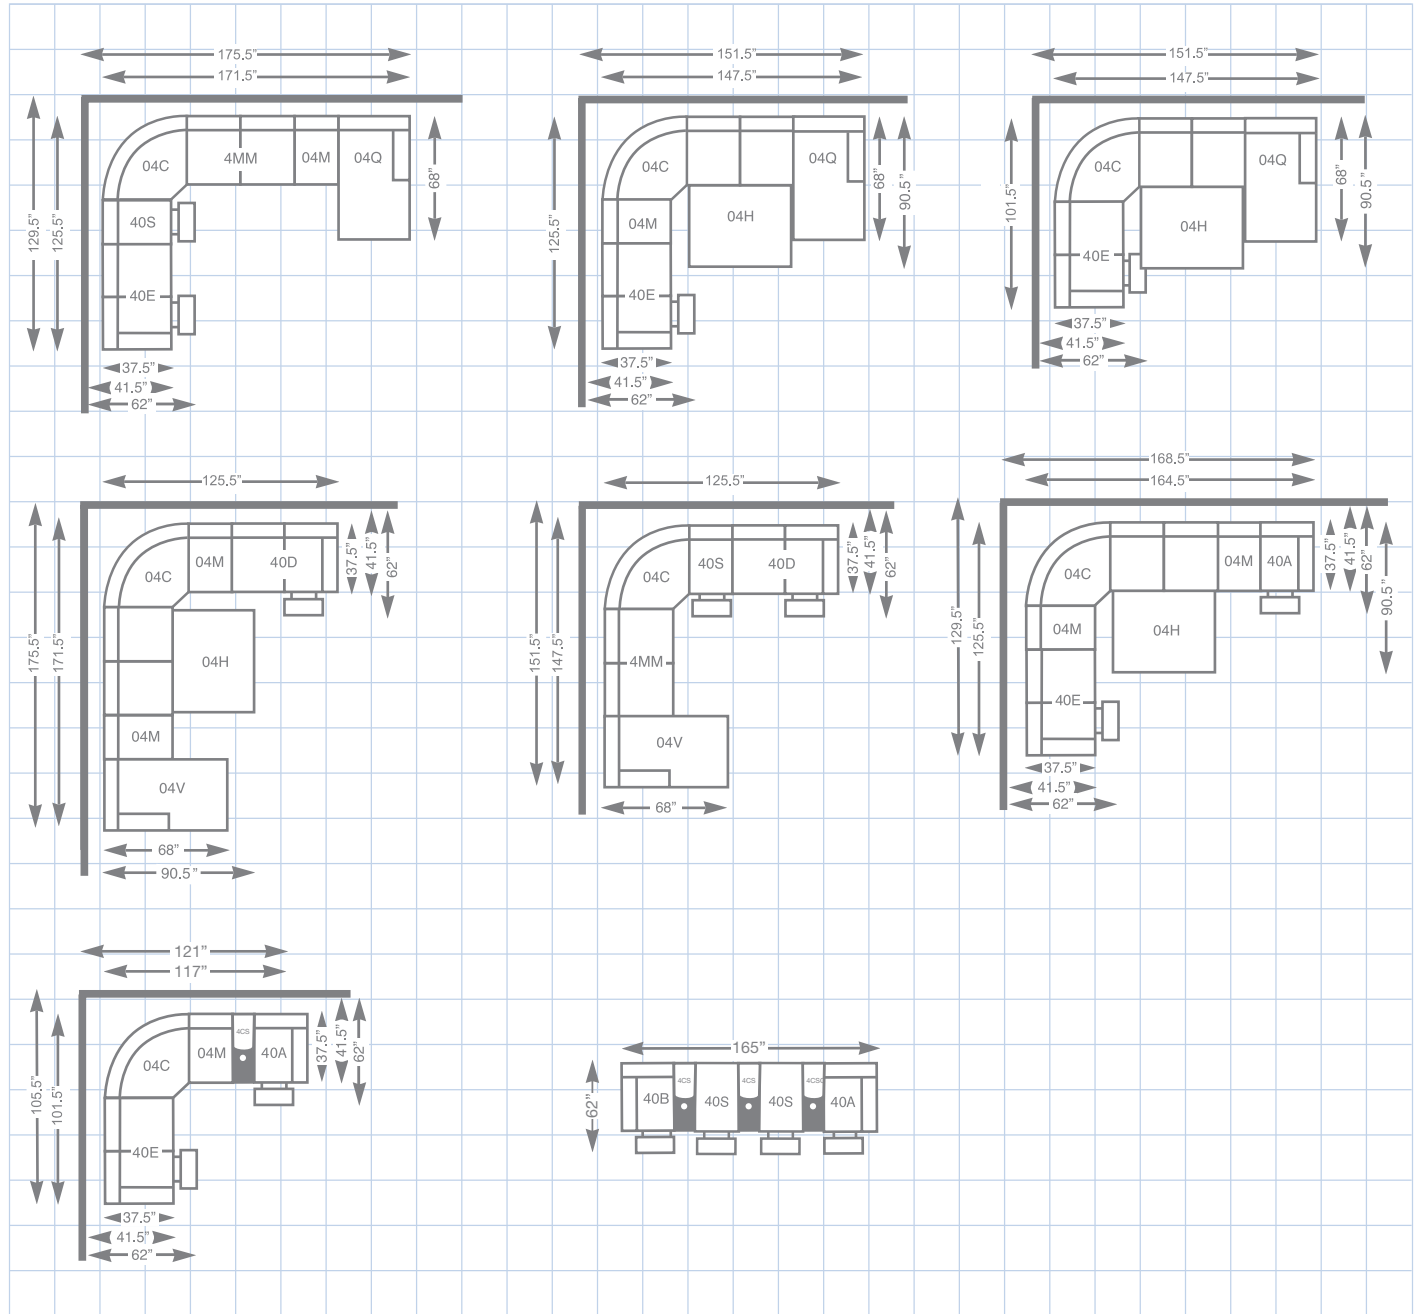 175.5”
171.5”
129.5”
125.5”
04C
4MM
04M
04Q
68”
40S
40E
37.5”
41.5”
62”
151.5”
147.5”
125.5”
04C
04Q
68”
90.5”
04M
04H
40E
37.5”
41.5”
62”
151.5”
147.5”
101.5”
04C
04Q
68”
90.5”
04H
40E
37.5”
41.5”
62”
125.5”
175.5”
171.5”
04C
04M
40D
37.5”
41.5”
62”
04H
04M
04V
68”
90.5”
125.5”
151.5”
147.5”
04C
40S
40D
37.5”
41.5”
62”
4MM
04V
68”
168.5”
164.5”
129.5”
125.5”
04C
04M
40A
37.5”
41.5”
62”
90.5”
04M
04H
40E
37.5”
41.5”
62”
121”
117”
105.5”
101.5”
04C
04M
4CS
40A
37.5”
41.5”
62”
40E
37.5”
41.5”
62”
165”
62”
40B
4CS
40S
4CS
40S
4CSC
40A